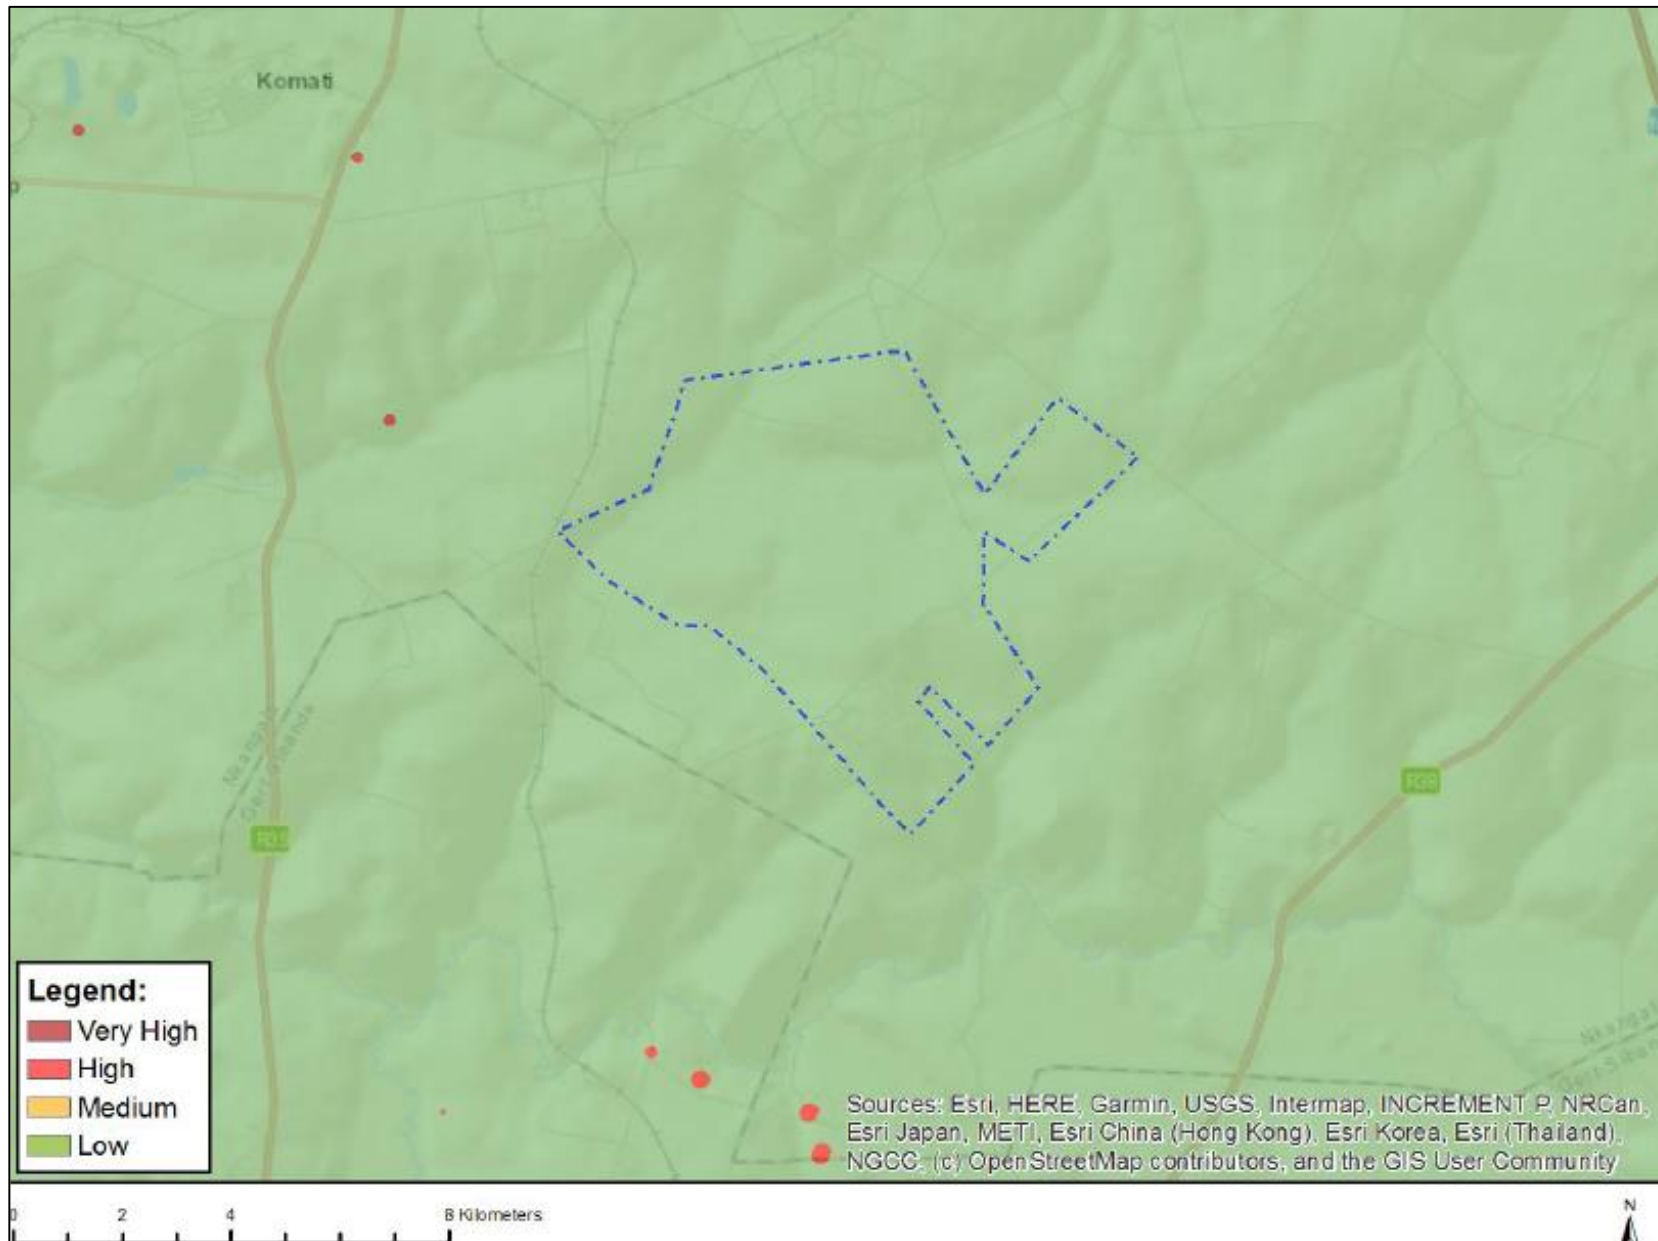 Komati
R39
Legend:
Very High
High
Medium
Low
Sources: Esri, HERE, Garmin, USGS, Intermap, INCREMENT P, NRCan,
Esri Japan, METI, Esri China (Hong Kong), Esri Korea, Esri (Thailand),
NGCC, (c) OpenStreetMap contributors, and the GIS User Community
0 2 4 8 Kilometers
N